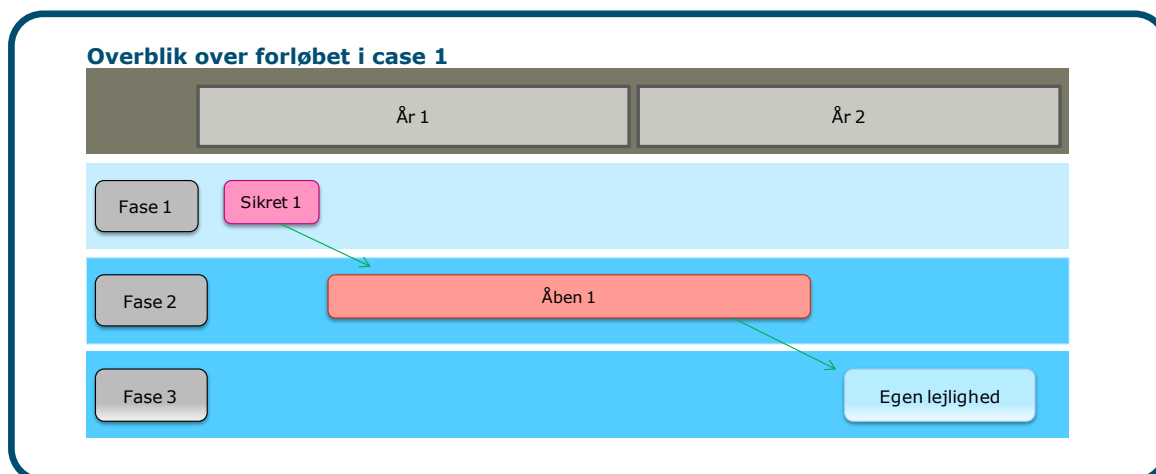 Overblik over forløbet i case 1
År 1
År 2
Fase 1
Sikret 1
Fase 2
Åben 1
Fase 3
Egen lejlighed